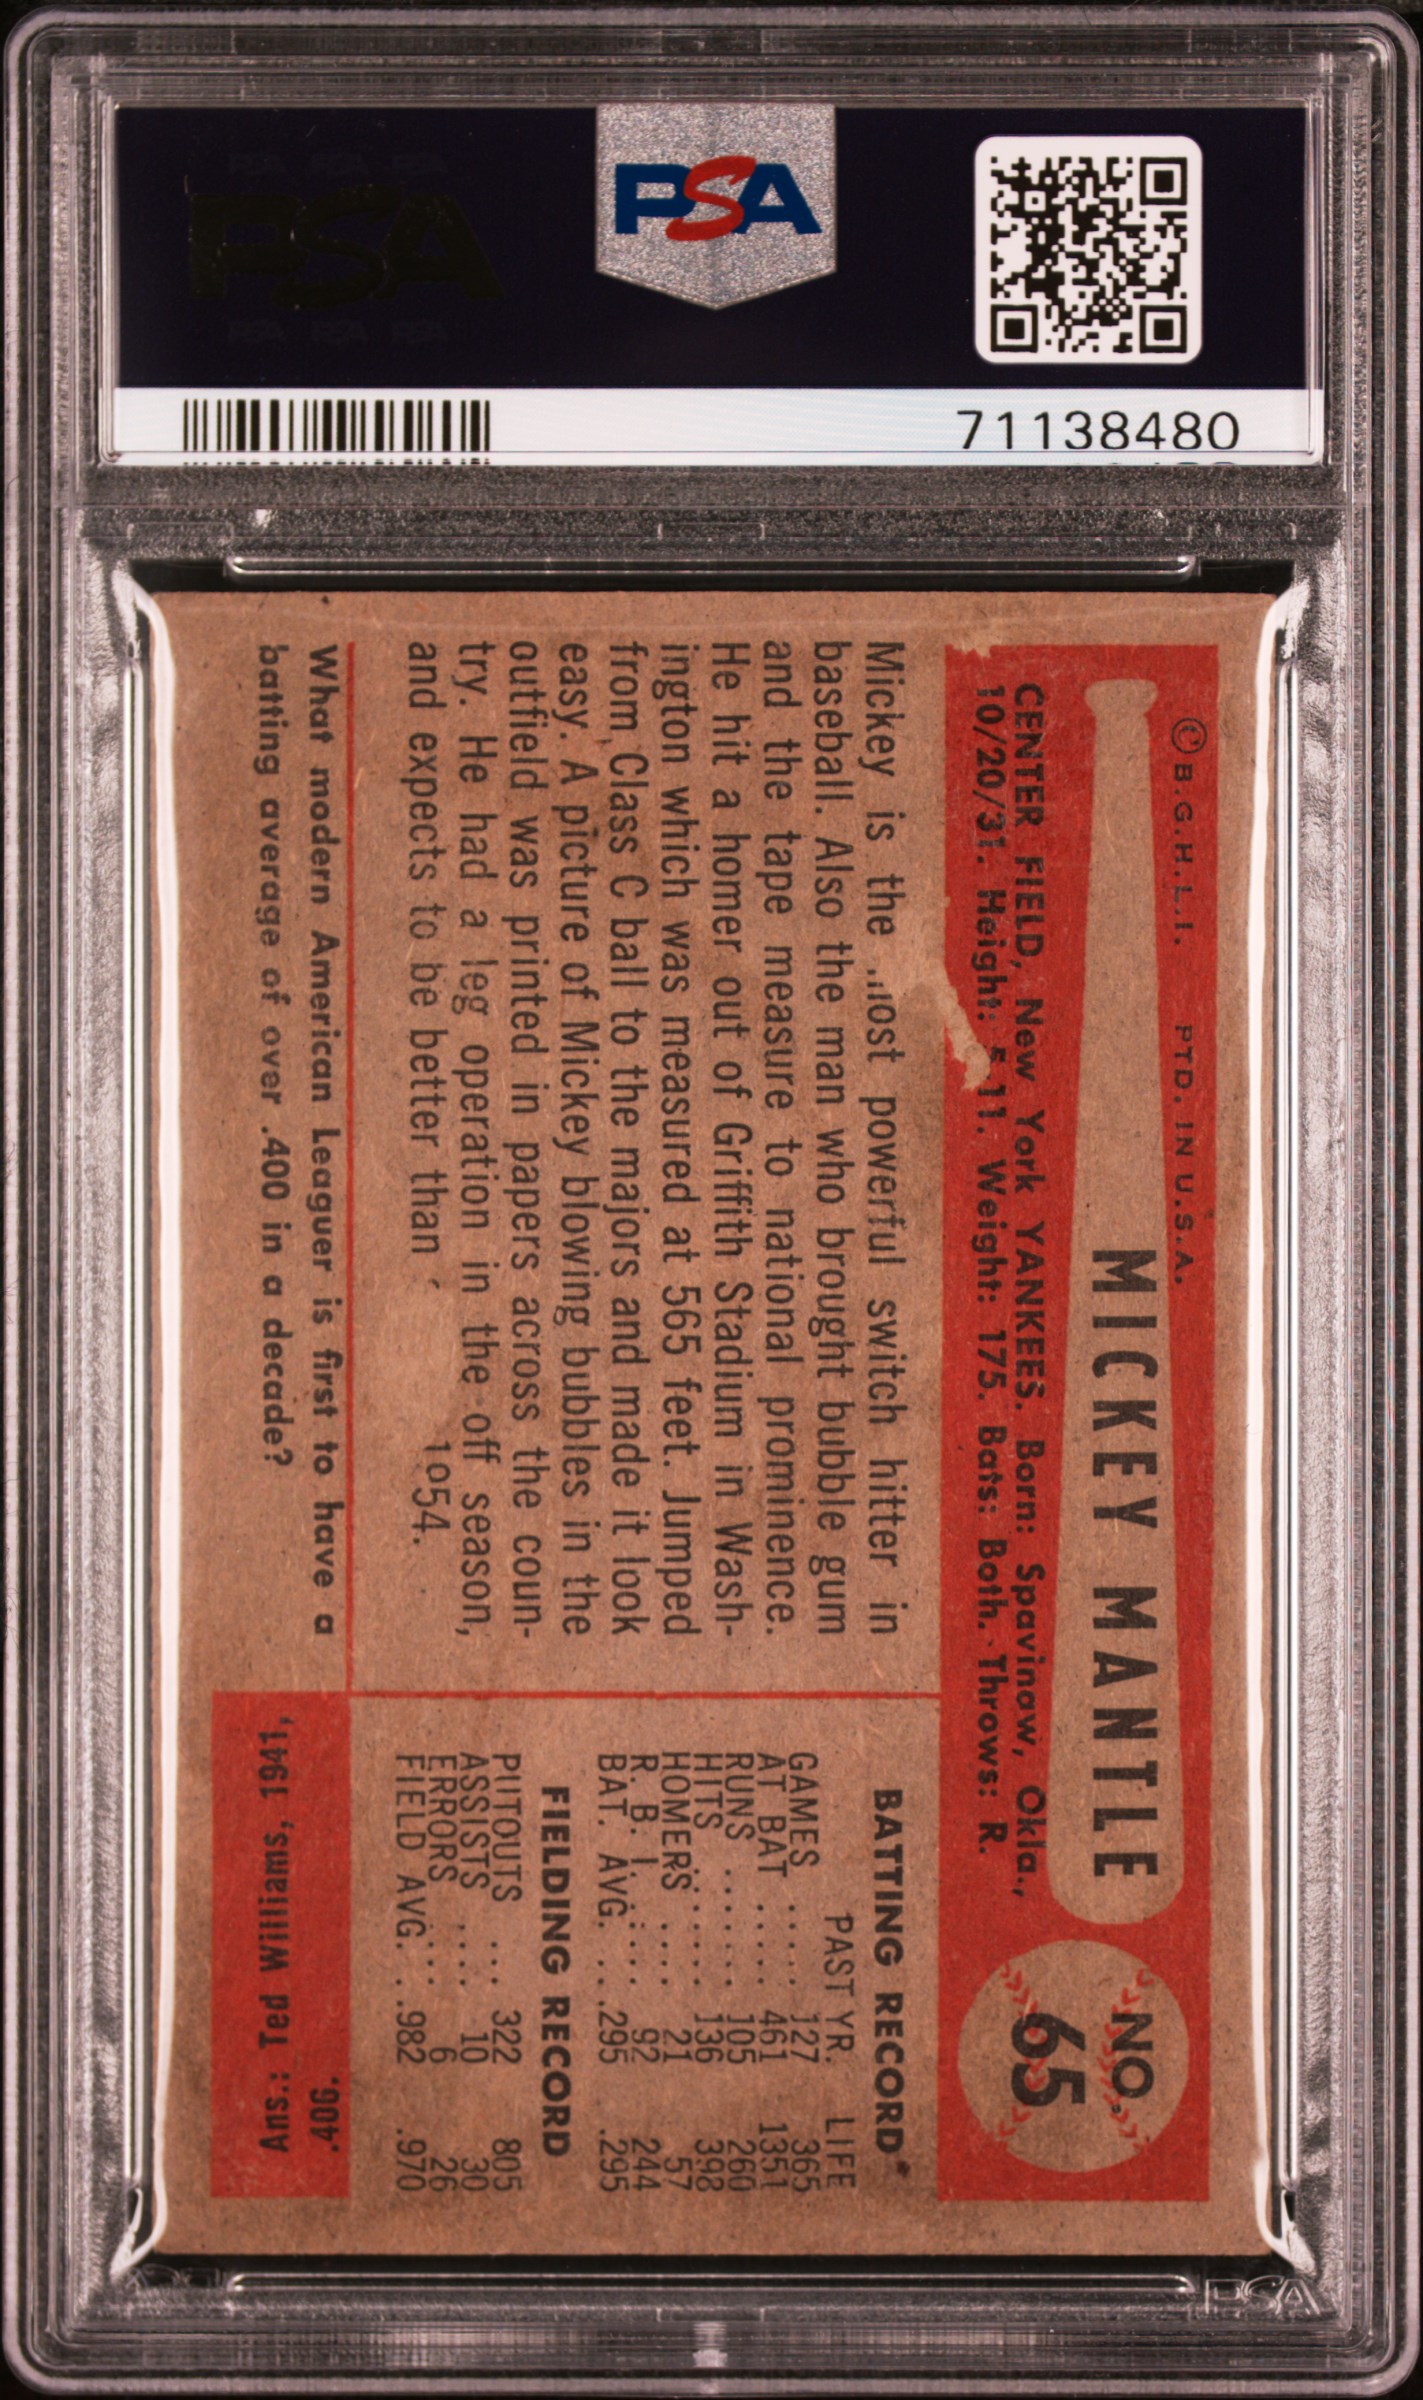 PSA
71138480
© B.G.H.L.I. PTD. IN U.S.A.
MICKEY MANTLE
NO.
65
CENTER FIELD, New York YANKEES. Born: Spavinaw, Okla.,
10/20/31. Height: 5 11. Weight: 175. Bats: Both. Throws: R.
Mickey is the most powerful switch hitter in
baseball. Also the man who brought bubble gum
and the tape measure to national prominence.
He hit a homer out of Griffith Stadium in Wash-
ington which was measured at 565 feet. Jumped
from Class C ball to the majors and made it look
easy. A picture of Mickey blowing bubbles in the
outfield was printed in papers across the coun-
try. He had a leg operation in the off season,
and expects to be better than 1954.
BATTING RECORD
PAST YR. LIFE
GAMES ..... 127 365
AT BAT ..... 461 1351
RUNS ...... 105 260
HITS ...... 136 398
HOMERS .... 21 57
R. B. I. .... 92 244
BAT. AVG. .. .295 .295
FIELDING RECORD
PUTOUTS ... 322 805
ASSISTS .... 10 30
ERRORS .... 6 26
FIELD AVG. . .982 .970
What modern American Leaguer is first to have a
batting average of over .400 in a decade?
.406.
Ans.: Ted Williams, 1941,
PSA